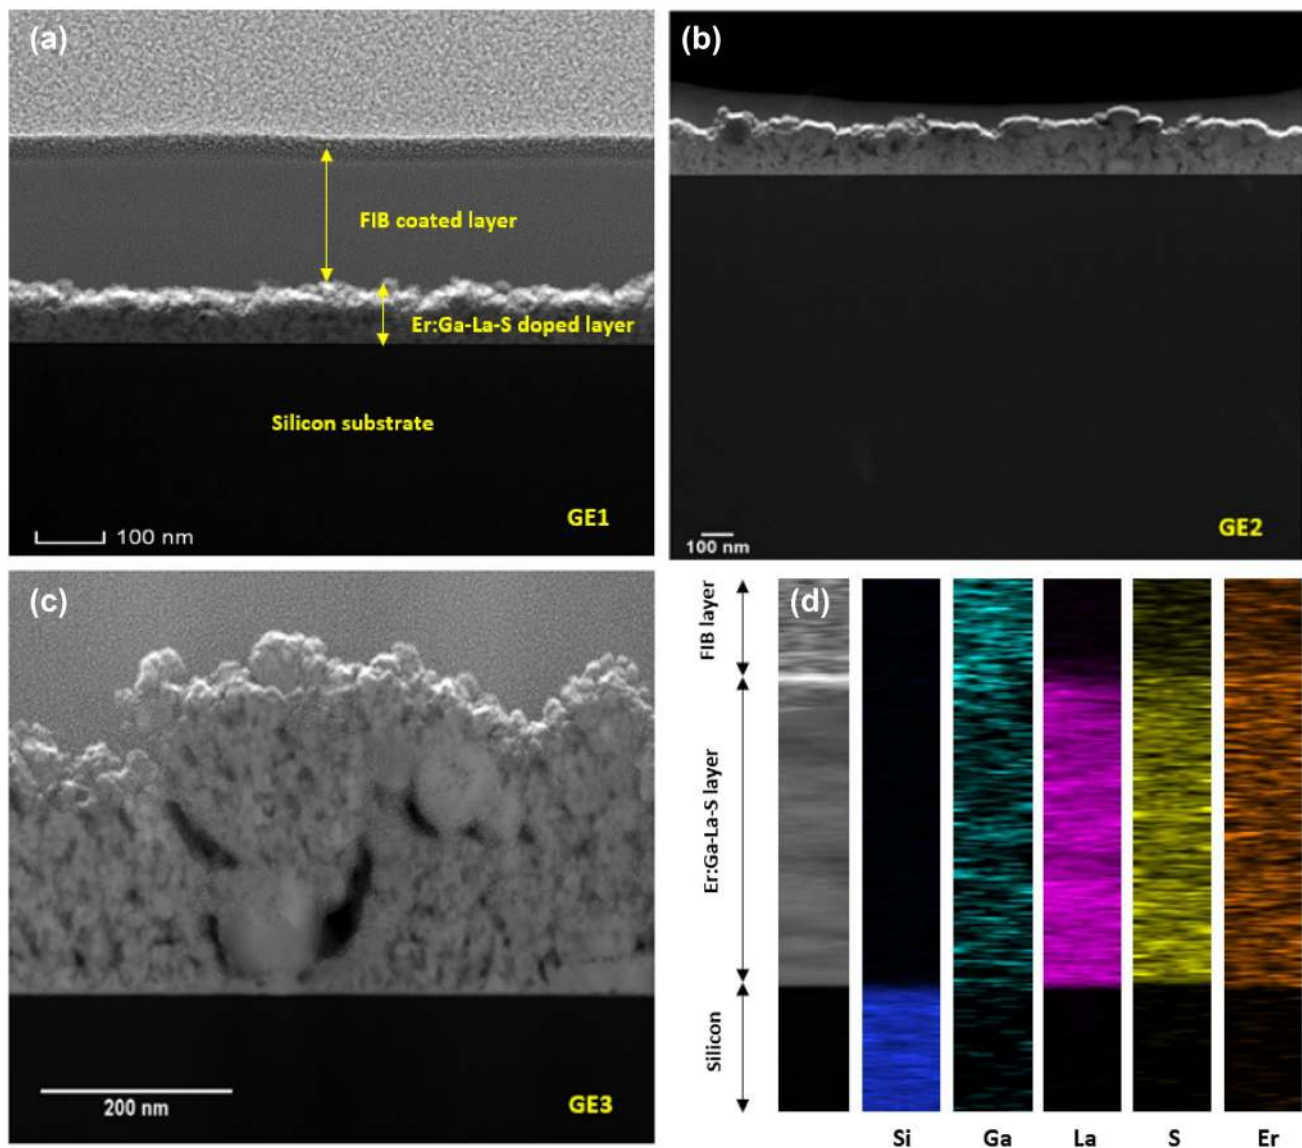 (a)
FIB coated layer
Er:Ga-La-S doped layer
Silicon substrate
GE1
100 nm
(b)
GE2
100 nm
(c)
GE3
200 nm
(d)
FIB layer
Er:Ga-La-S layer
Silicon
Si Ga La S Er